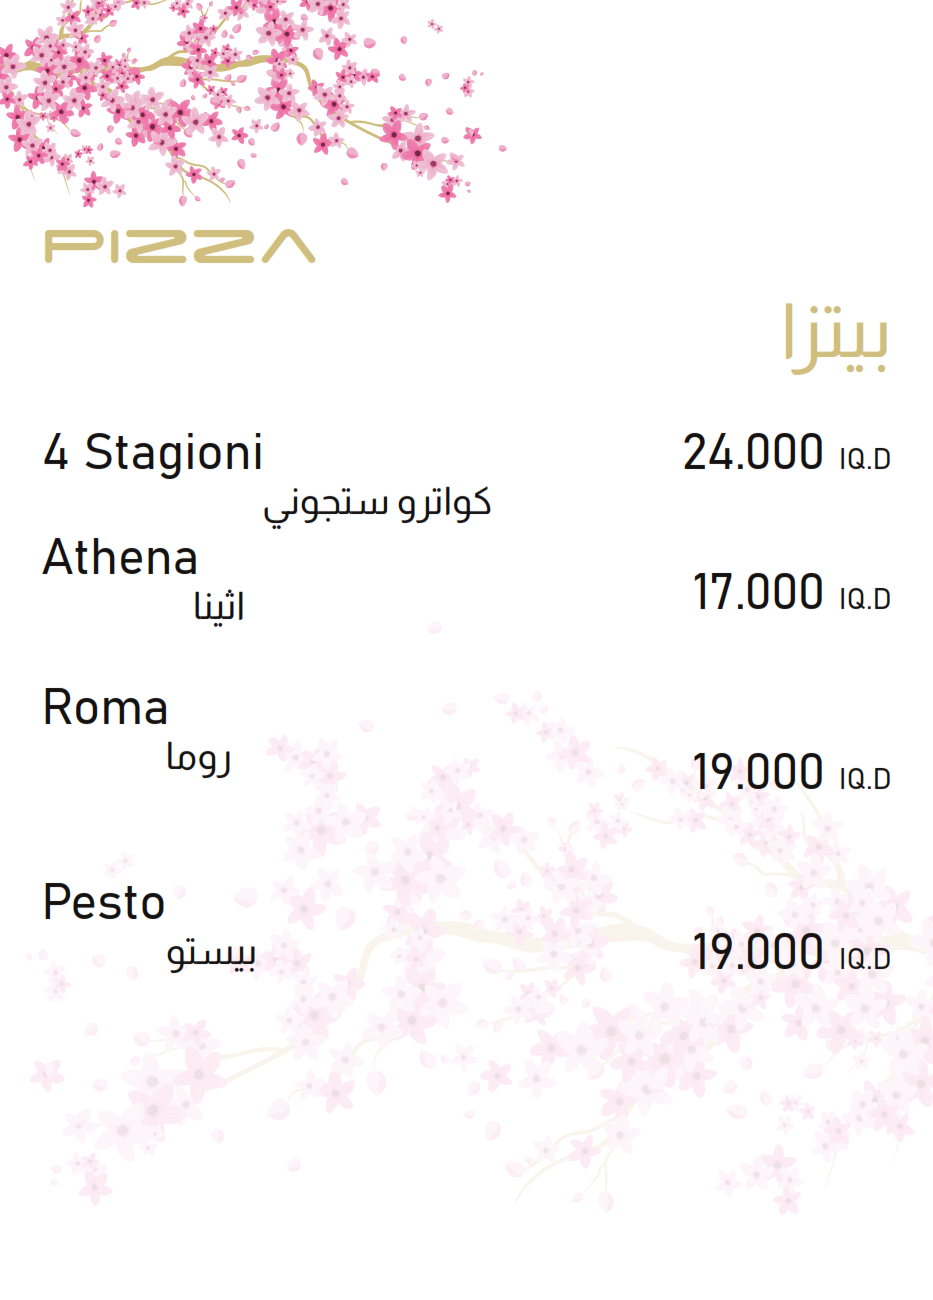 PIZZA
بيتزا
4 Stagioni 24.000 IQ.D
كواترو ستجوني
Athena
اثينا 17.000 IQ.D
Roma
روما 19.000 IQ.D
Pesto
بيستو 19.000 IQ.D